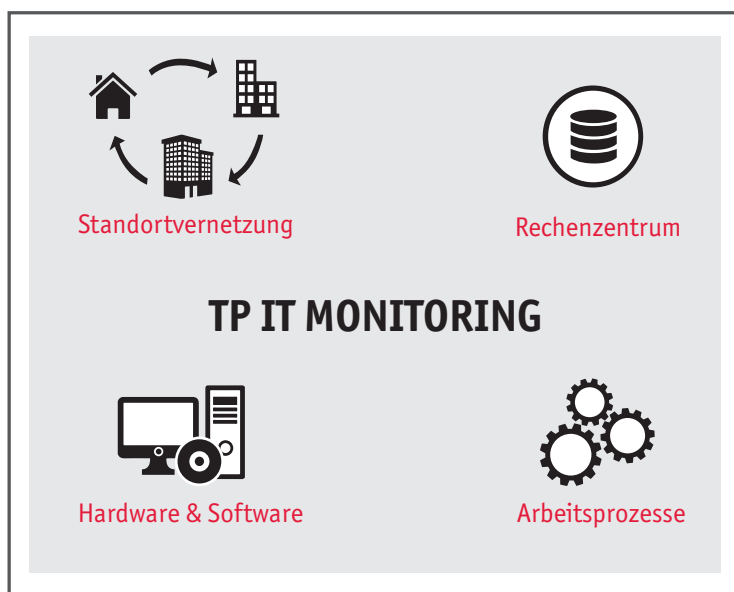 Standortvernetzung
Rechenzentrum
TP IT MONITORING
Hardware & Software
Arbeitsprozesse